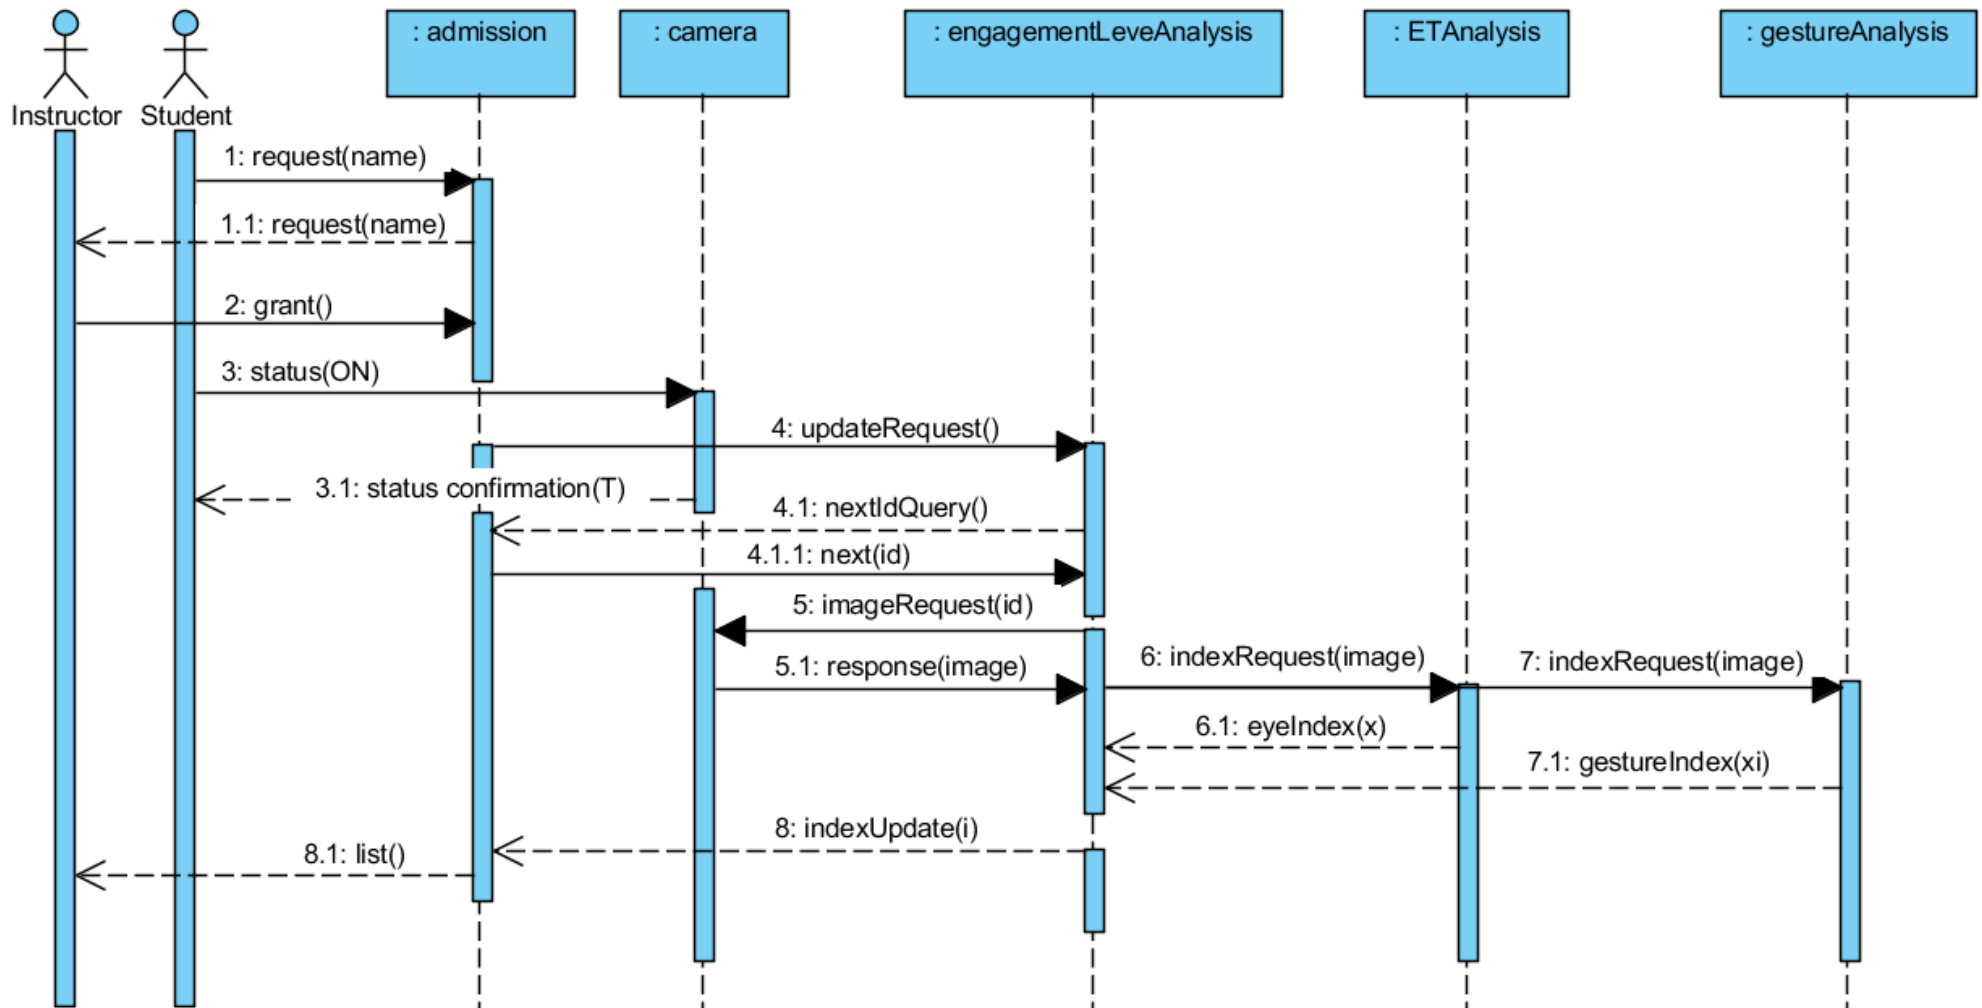 : admission
: camera
: engagementLeveAnalysis
: ETAnalysis
: gestureAnalysis
Instructor
Student
1: request(name)
1.1: request(name)
2: grant()
3: status(ON)
4: updateRequest()
3.1: status confirmation(T)
4.1: nextIdQuery()
4.1.1: next(id)
5: imageRequest(id)
5.1: response(image)
6: indexRequest(image)
7: indexRequest(image)
6.1: eyeIndex(x)
7.1: gestureIndex(xi)
8: indexUpdate(i)
8.1: list()